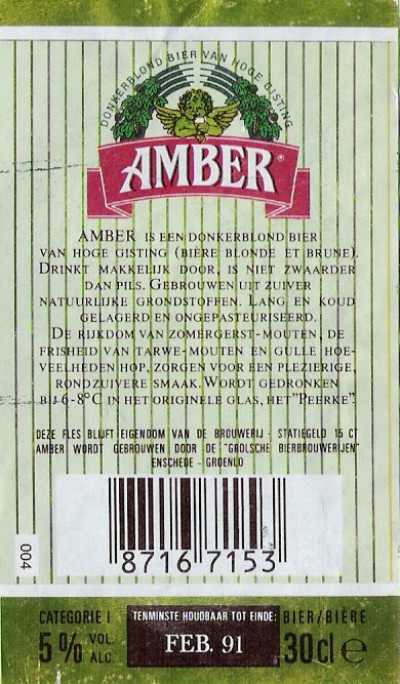 DONKERBLOND BIER VAN HOGE GISTING
AMBER®
AMBER IS EEN DONKERBLOND BIER
VAN HOGE GISTING (BIÈRE BLONDE ET BRUNE).
DRINKT MAKKELIJK DOOR, IS NIET ZWAARDER
DAN PILS. GEBROUWEN UIT ZUIVER
NATUURLIJKE GRONDSTOFFEN. LANG EN KOUD
GELAGERD EN ONGEPASTEURISEERD.
DE RIJKDOM VAN ZOMERGERST-MOUTEN, DE
FRISHEID VAN TARWE-MOUTEN EN GULLE HOE-
VEELHEDEN HOP, ZORGEN VOOR EEN PLEZIERIGE,
RONDZUIVERE SMAAK. WORDT GEDRONKEN
BIJ 6-8°C IN HET ORIGINELE GLAS, HET "PEERKE".
DEZE FLES BLIJFT EIGENDOM VAN DE BROUWERIJ - STATIEGELD 15 CT
AMBER WORDT GEBROUWEN DOOR DE "GROLSCHE BIERBROUWERIJEN"
ENSCHEDE - GROENLO
8716 7153
004
CATEGORIE I
5% VOL. ALC.
TENMINSTE HOUDBAAR TOT EINDE:
FEB. 91
BIER/BIÈRE
30cl e